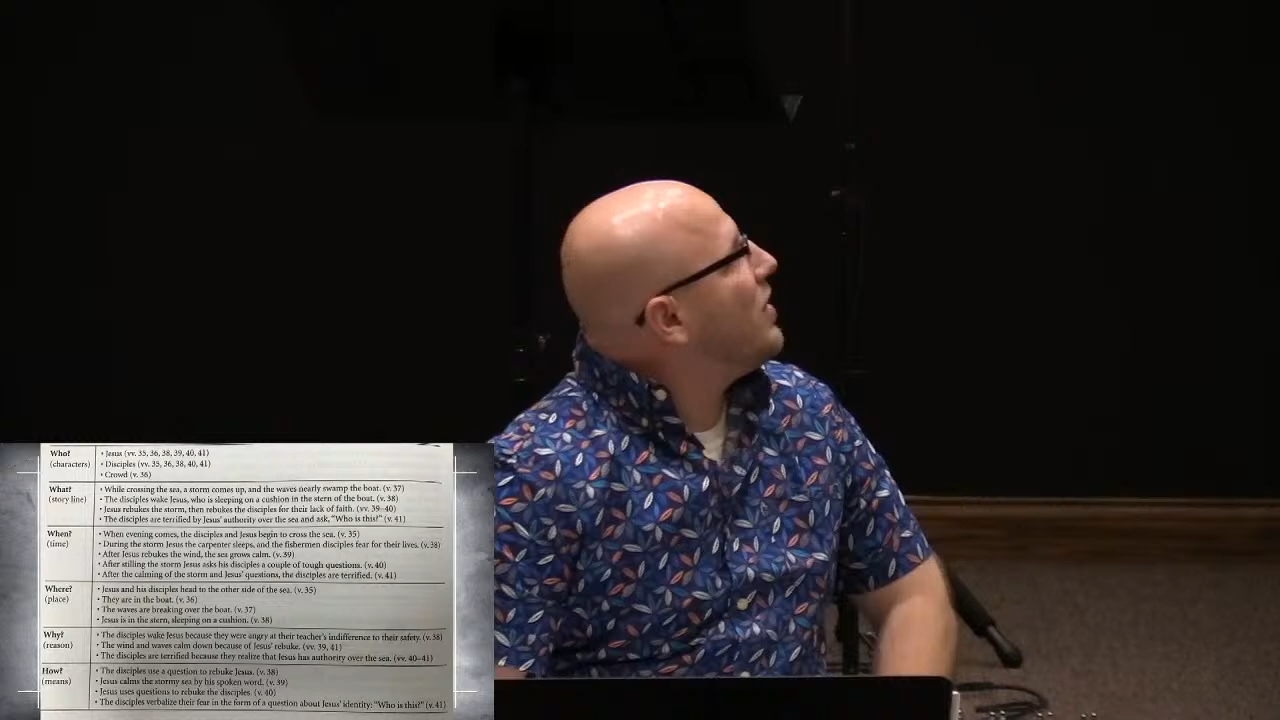 Who? • Jesus (vv. 35, 36, 38, 39, 40, 41)
(characters) • Disciples (vv. 35, 36, 38, 40, 41)
• Crowd (v. 36)
What? • While crossing the sea, a storm comes up, and the waves nearly swamp the boat. (v. 37)
(story line) • The disciples wake Jesus, who is sleeping on a cushion in the stern of the boat. (v. 38)
• Jesus rebukes the storm, then rebukes the disciples for their lack of faith. (vv. 39–40)
• The disciples are terrified by Jesus' authority over the sea and ask, "Who is this?" (v. 41)
When? • When evening comes, the disciples and Jesus begin to cross the sea. (v. 35)
(time) • During the storm Jesus the carpenter sleeps, and the fishermen disciples fear for their lives. (v. 38)
• After Jesus rebukes the wind, the sea grows calm. (v. 39)
• After stilling the storm Jesus asks his disciples a couple of tough questions. (v. 40)
• After the calming of the storm and Jesus' questions, the disciples are terrified. (v. 41)
Where? • Jesus and his disciples head to the other side of the sea. (v. 35)
(place) • They are in the boat. (v. 36)
• The waves are breaking over the boat. (v. 37)
• Jesus is in the stern, sleeping on a cushion. (v. 38)
Why? • The disciples wake Jesus because they were angry at their teacher's indifference to their safety. (v. 38)
(reason) • The wind and waves calm down because of Jesus' rebuke. (vv. 39, 41)
• The disciples are terrified because they realize that Jesus has authority over the sea. (vv. 40–41)
How? • The disciples use a question to rebuke Jesus. (v. 38)
(means) • Jesus calms the stormy sea by his spoken word. (v. 39)
• Jesus uses questions to rebuke the disciples. (v. 40)
• The disciples verbalize their fear in the form of a question about Jesus' identity: "Who is this?" (v. 41)